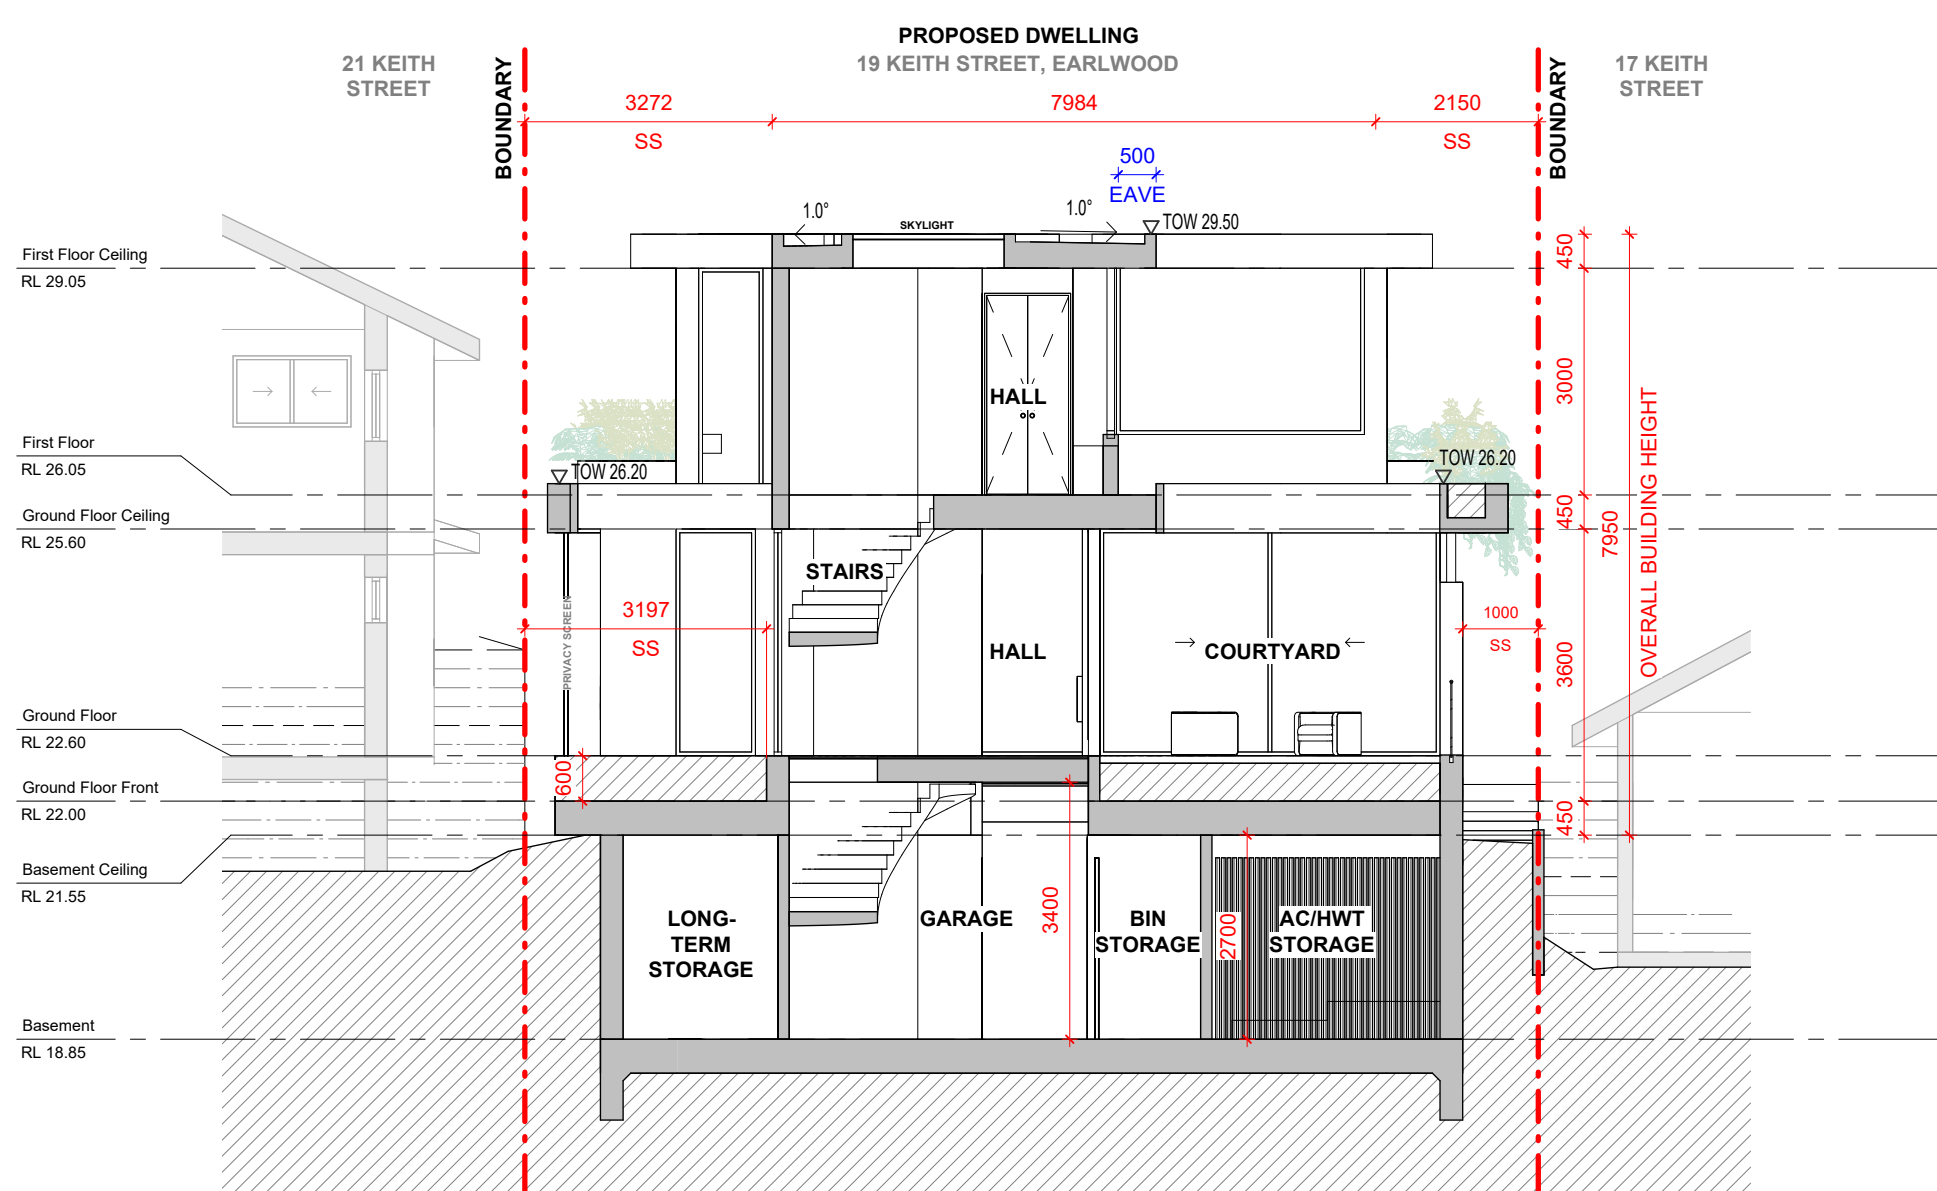 PROPOSED DWELLING
19 KEITH STREET, EARLWOOD
21 KEITH
STREET
17 KEITH
STREET
BOUNDARY
BOUNDARY
3272
SS
7984
2150
SS
500
EAVE
1.0°
SKYLIGHT
1.0°
TOW 29.50
First Floor Ceiling
RL 29.05
450
3000
HALL
First Floor
RL 26.05
TOW 26.20
TOW 26.20
Ground Floor Ceiling
RL 25.60
450
7950
OVERALL BUILDING HEIGHT
STAIRS
PRIVACY SCREEN
3197
SS
HALL
COURTYARD
1000
SS
3600
Ground Floor
RL 22.60
600
Ground Floor Front
RL 22.00
450
Basement Ceiling
RL 21.55
LONG-
TERM
STORAGE
GARAGE
3400
BIN
STORAGE
2700
AC/HWT
STORAGE
Basement
RL 18.85